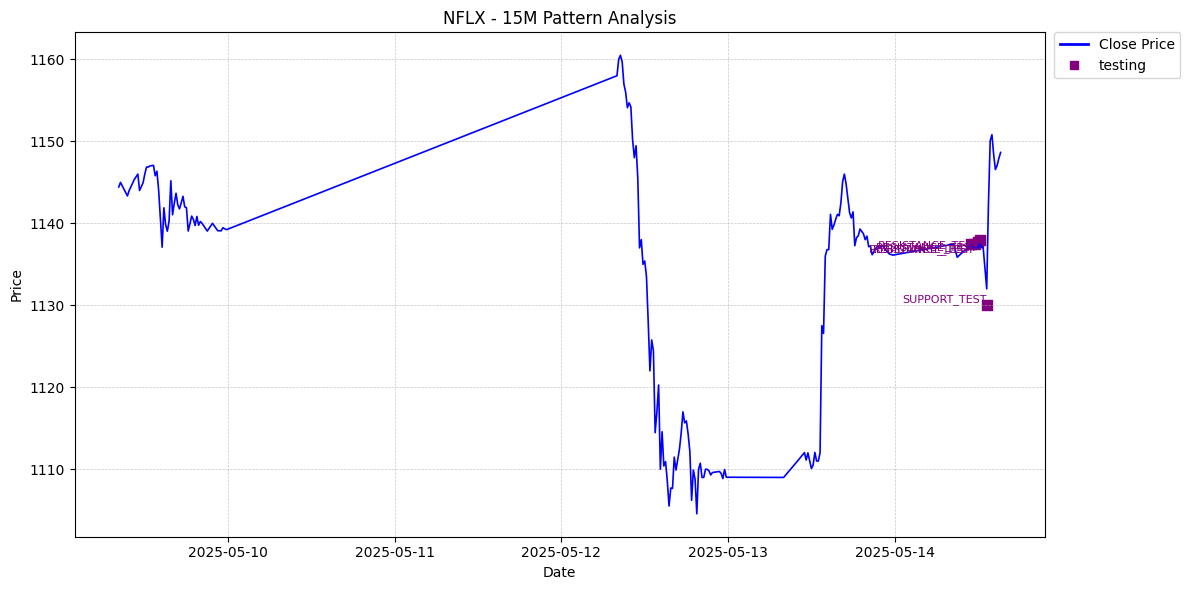 NFLX - 15M Pattern Analysis
Close Price
testing
Price
1160
1150
1140
1130
1120
1110
SUPPORT_TEST
2025-05-10
2025-05-11
2025-05-12
2025-05-13
2025-05-14
Date